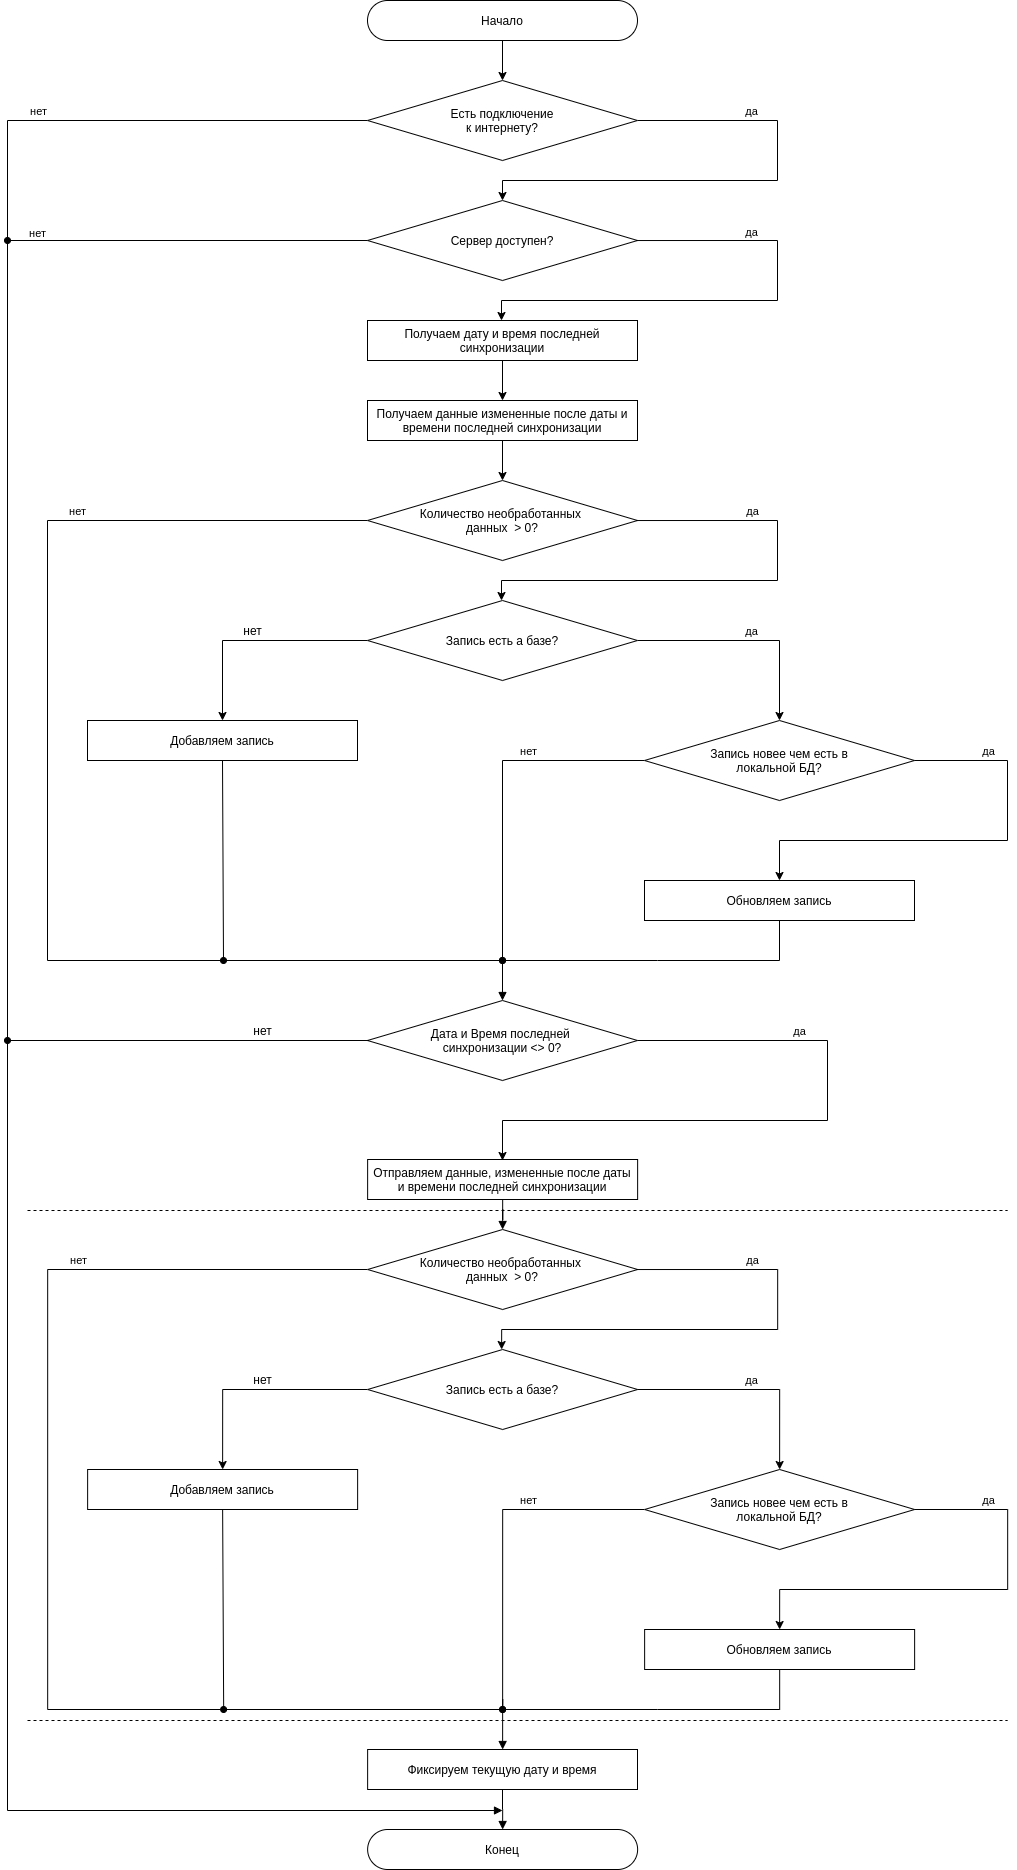 Начало
Есть подключение
к интернету?
нет
да
Сервер доступен?
нет
да
Получаем дату и время последней
синхронизации
Получаем данные измененные после даты и
времени последней синхронизации
нет
Количество необработанных
данных > 0?
да
нет
Запись есть а базе?
да
Добавляем запись
нет
Запись новее чем есть в
локальной БД?
да
Обновляем запись
нет
Дата и Время последней
синхронизации <> 0?
да
Отправляем данные, измененные после даты
и времени последней синхронизации
нет
Количество необработанных
данных > 0?
да
нет
Запись есть а базе?
да
Добавляем запись
нет
Запись новее чем есть в
локальной БД?
да
Обновляем запись
Фиксируем текущую дату и время
Конец